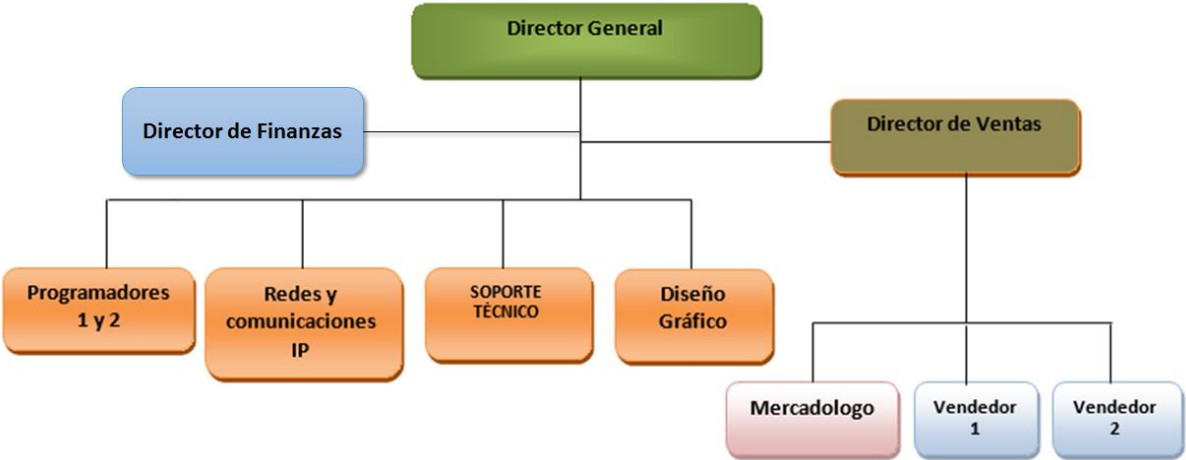 Director General
Director de Finanzas
Director de Ventas
Programadores
1 y 2
Redes y
comunicaciones
IP
SOPORTE
TÈCNICO
Diseño
Gráfico
Mercadologo
Vendedor
1
Vendedor
2